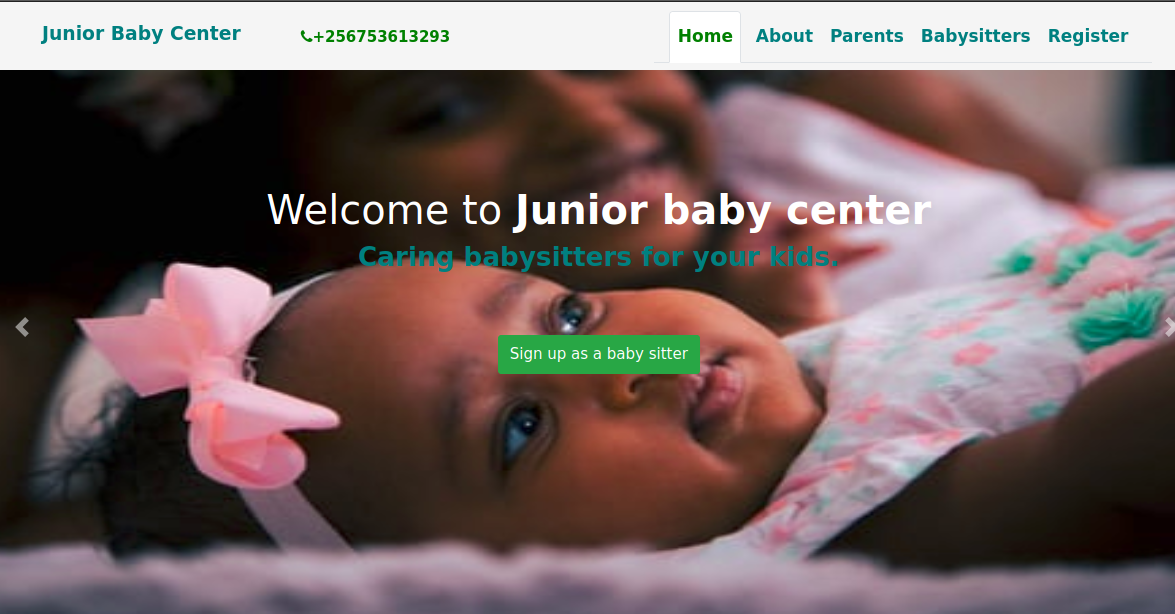 Junior Baby Center
+256753613293
Home About Parents Babysitters Register
Welcome to Junior baby center
Caring babysitters for your kids.
Sign up as a baby sitter